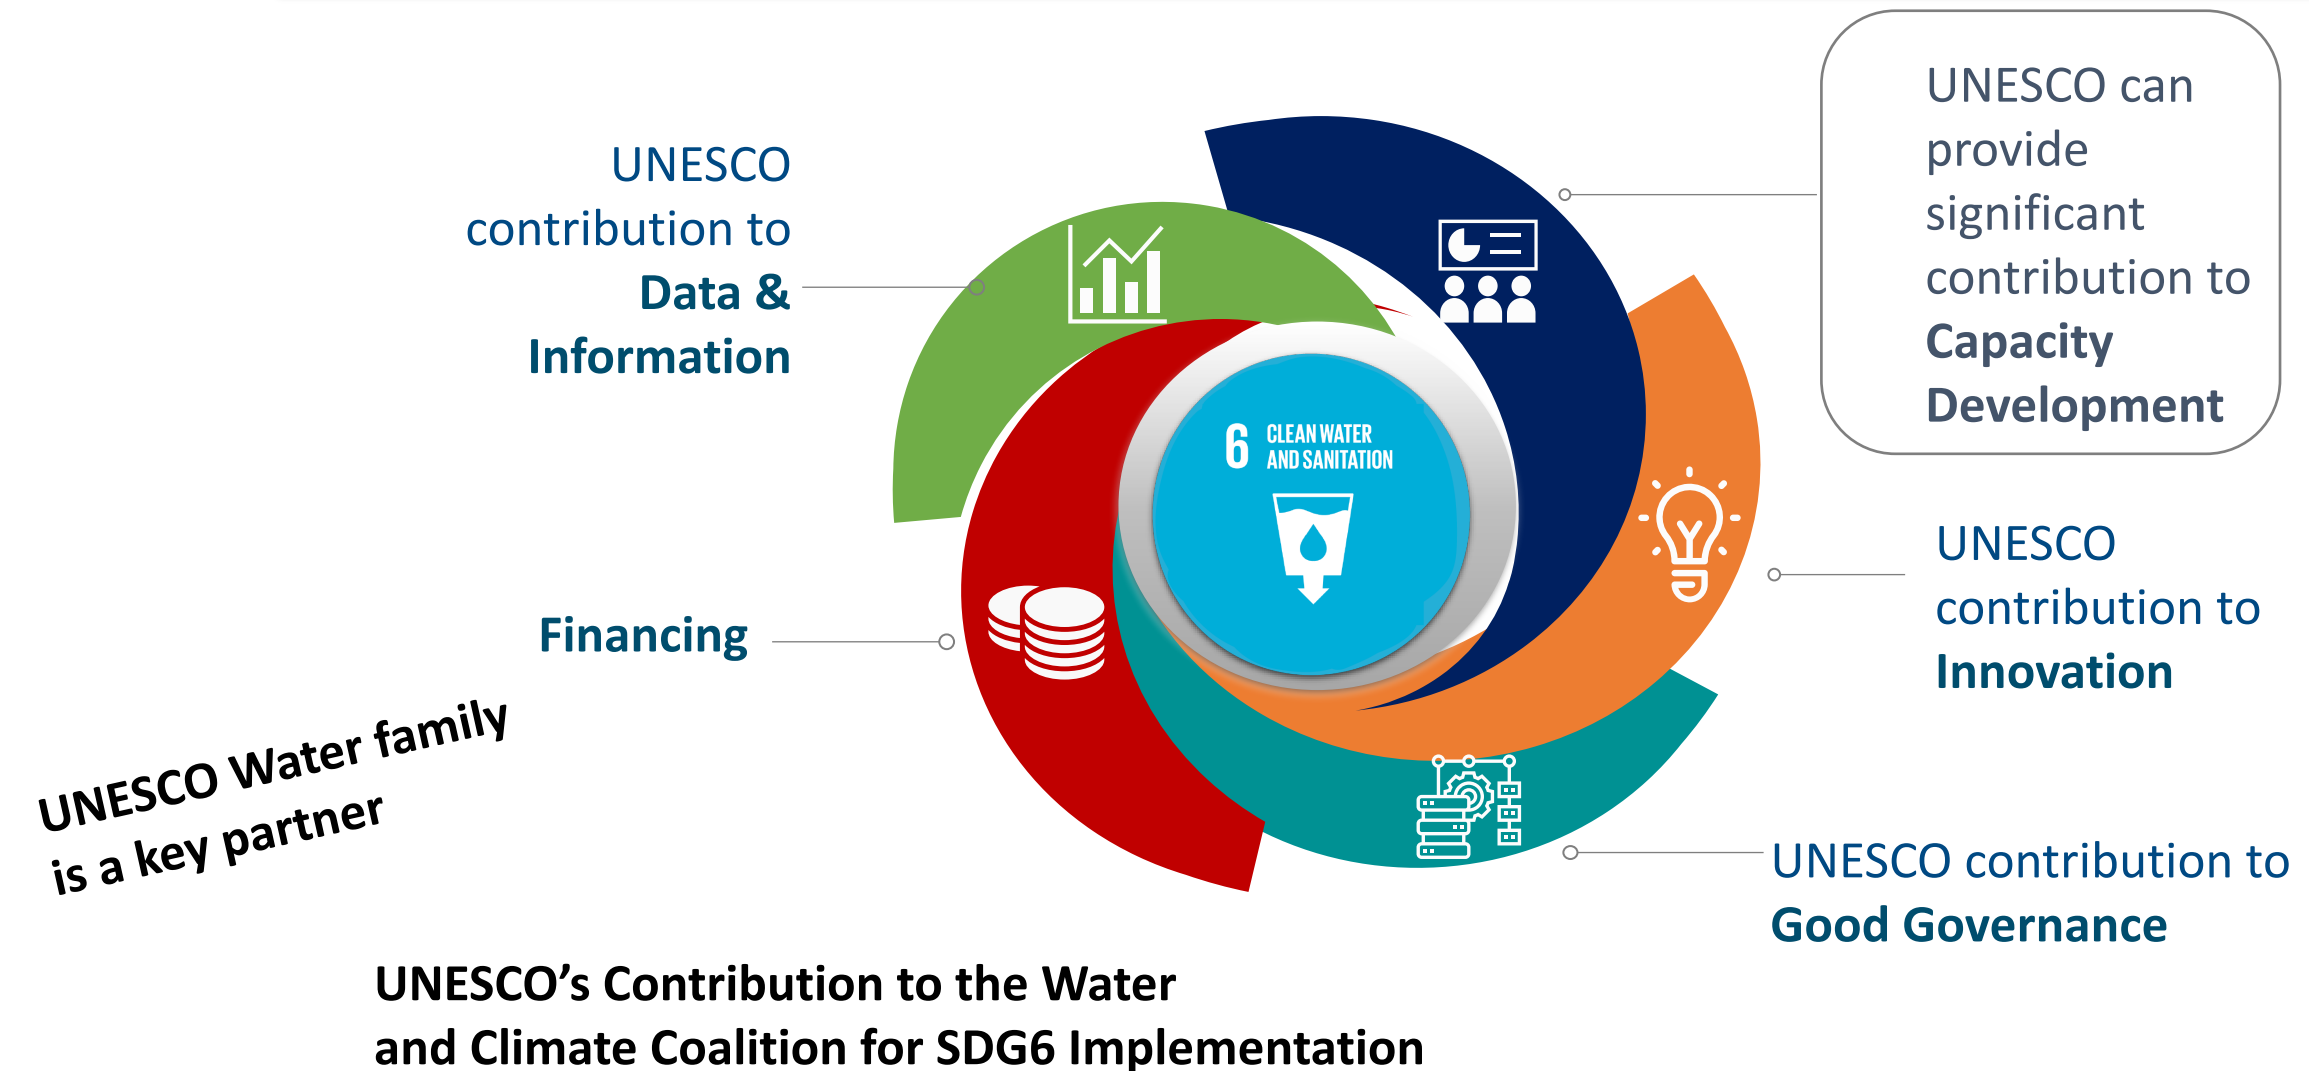 UNESCO
contribution to
Data &
Information
UNESCO can
provide
significant
contribution to
Capacity
Development
6 CLEAN WATER
AND SANITATION
UNESCO
contribution to
Innovation
Financing
UNESCO Water family
is a key partner
UNESCO contribution to
Good Governance
UNESCO’s Contribution to the Water
and Climate Coalition for SDG6 Implementation